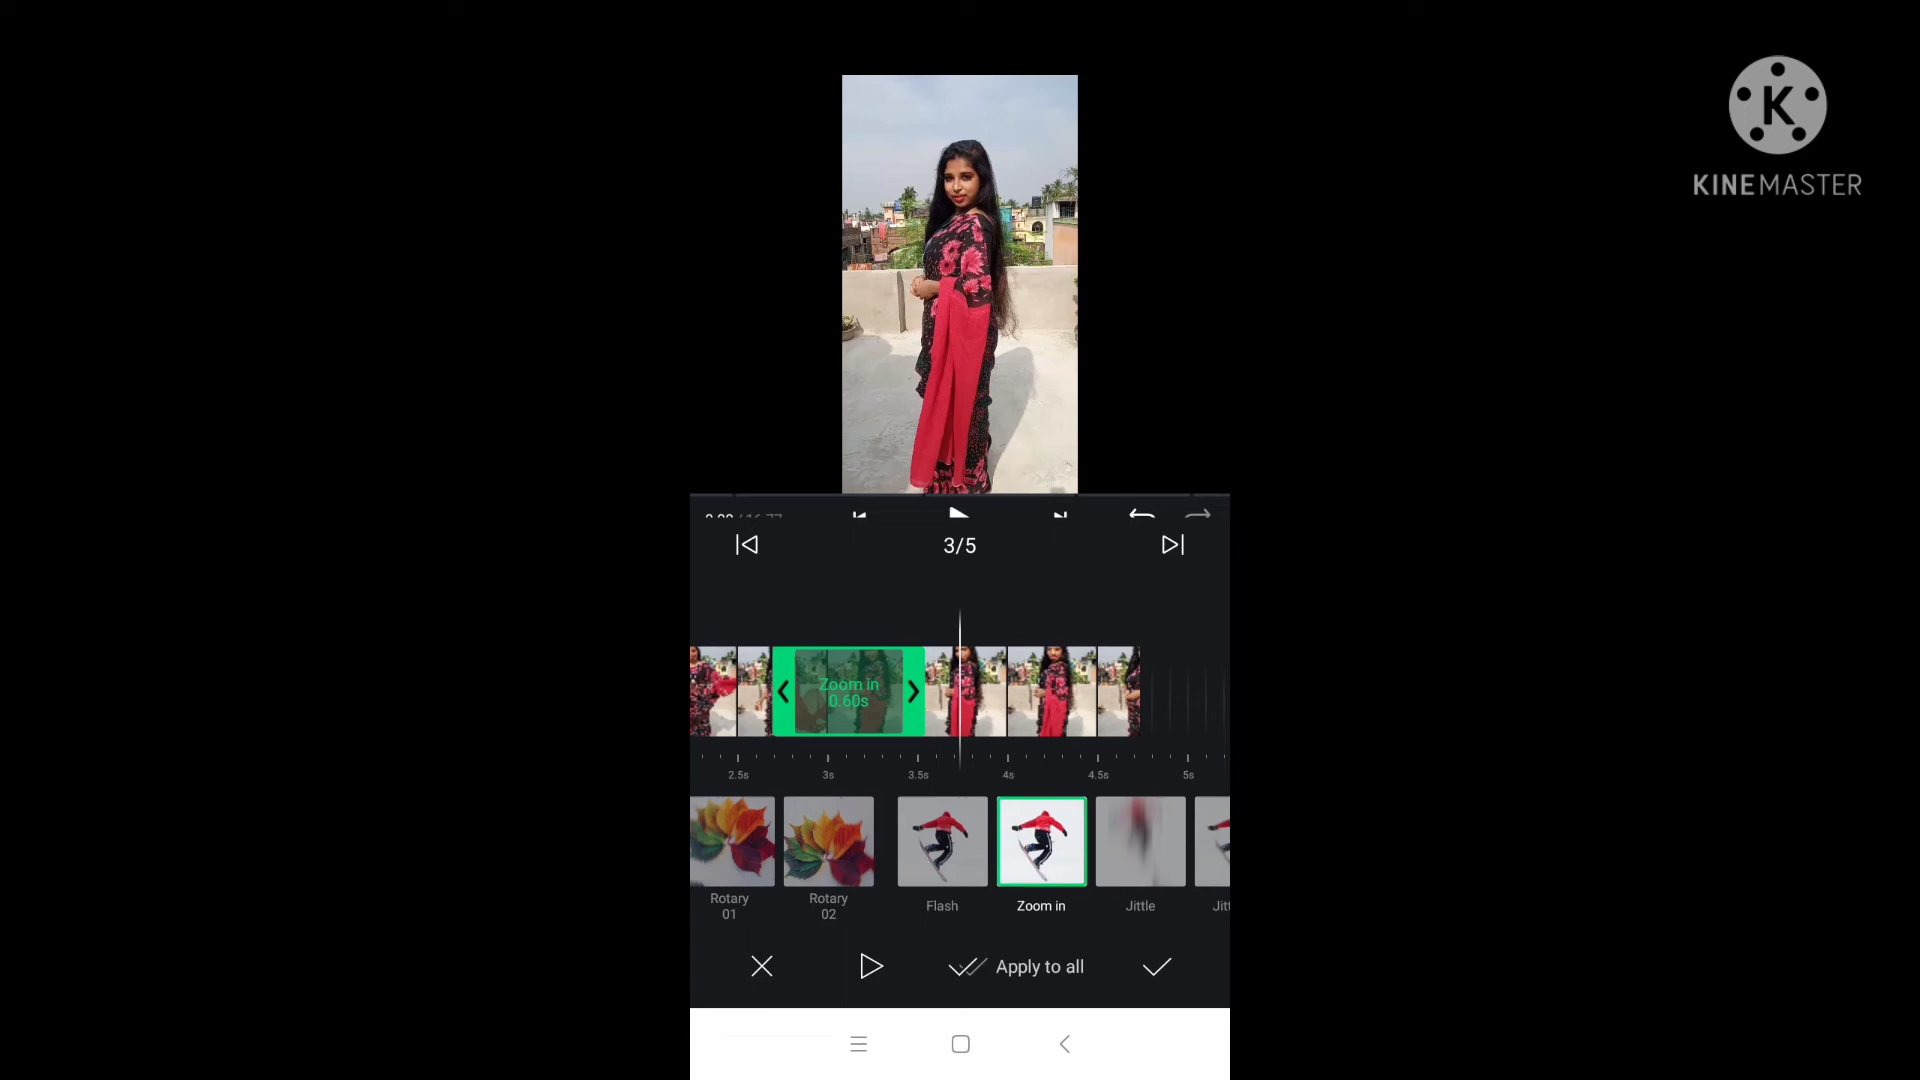 K
KINEMASTER
3/5
Zoom in
0.60s
2.5s 3s 3.5s 4s 4.5s 5s
Rotary
01
Rotary
02
Flash
Zoom in
Jittle
Apply to all